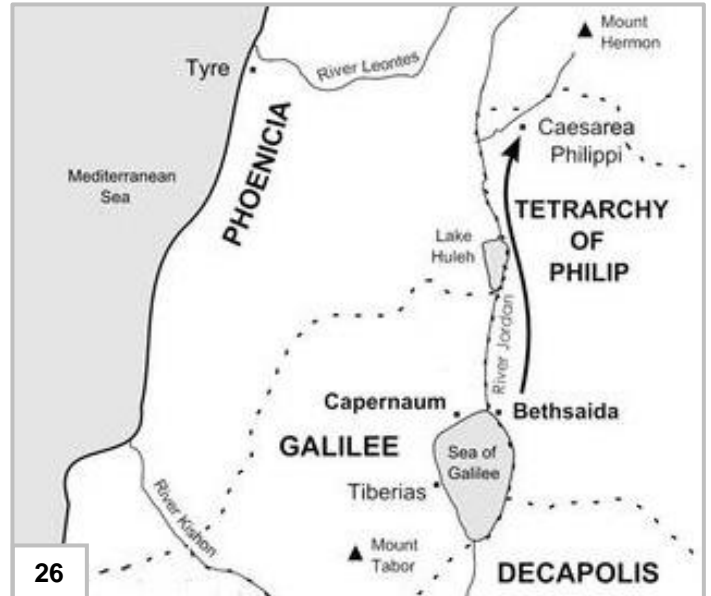 Mount
Hermon
Tyre
River Leontes
Caesarea
Philippi
PHOENICIA
Mediterranean
Sea
TETRARCHY
OF
PHILIP
Lake
Huleh
River Jordan
Capernaum
Bethsaida
GALILEE
Sea of
Galilee
Tiberias
River Kishon
Mount
Tabor
DECAPOLIS
26